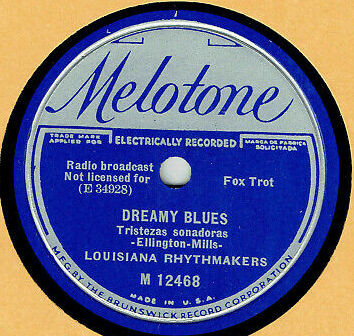 Melotone
TRADE MARK
APPLIED FOR
ELECTRICALLY RECORDED
MARCA DE FABRICA
SOLICITADA
Radio broadcast
Not licensed for
(E 34928)
Fox Trot
DREAMY BLUES
Tristezas sonadoras
-Ellington-Mills-
LOUISIANA RHYTHMAKERS
M 12468
MADE IN U.S.A.
MFG. BY THE BRUNSWICK RECORD CORPORATION